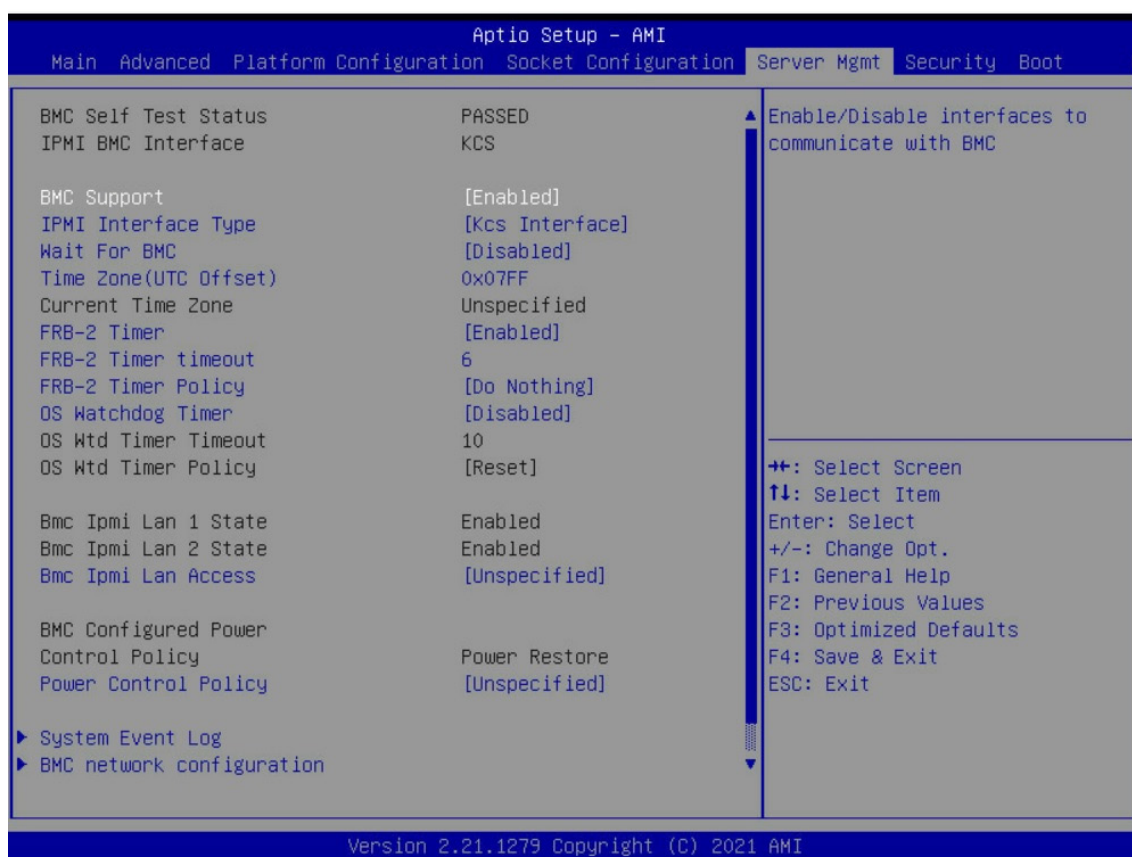 Aptio Setup – AMI
Main Advanced Platform Configuration Socket Configuration Server Mgmt Security Boot
BMC Self Test Status PASSED
IPMI BMC Interface KCS
BMC Support [Enabled]
IPMI Interface Type [Kcs Interface]
Wait For BMC [Disabled]
Time Zone(UTC Offset) 0x07FF
Current Time Zone Unspecified
FRB-2 Timer [Enabled]
FRB-2 Timer timeout 6
FRB-2 Timer Policy [Do Nothing]
OS Watchdog Timer [Disabled]
OS Wtd Timer Timeout 10
OS Wtd Timer Policy [Reset]
Bmc Ipmi Lan 1 State Enabled
Bmc Ipmi Lan 2 State Enabled
Bmc Ipmi Lan Access [Unspecified]
BMC Configured Power
Control Policy Power Restore
Power Control Policy [Unspecified]
System Event Log
BMC network configuration
Enable/Disable interfaces to
communicate with BMC
→←: Select Screen
↑↓: Select Item
Enter: Select
+/-: Change Opt.
F1: General Help
F2: Previous Values
F3: Optimized Defaults
F4: Save & Exit
ESC: Exit
Version 2.21.1279 Copyright (C) 2021 AMI